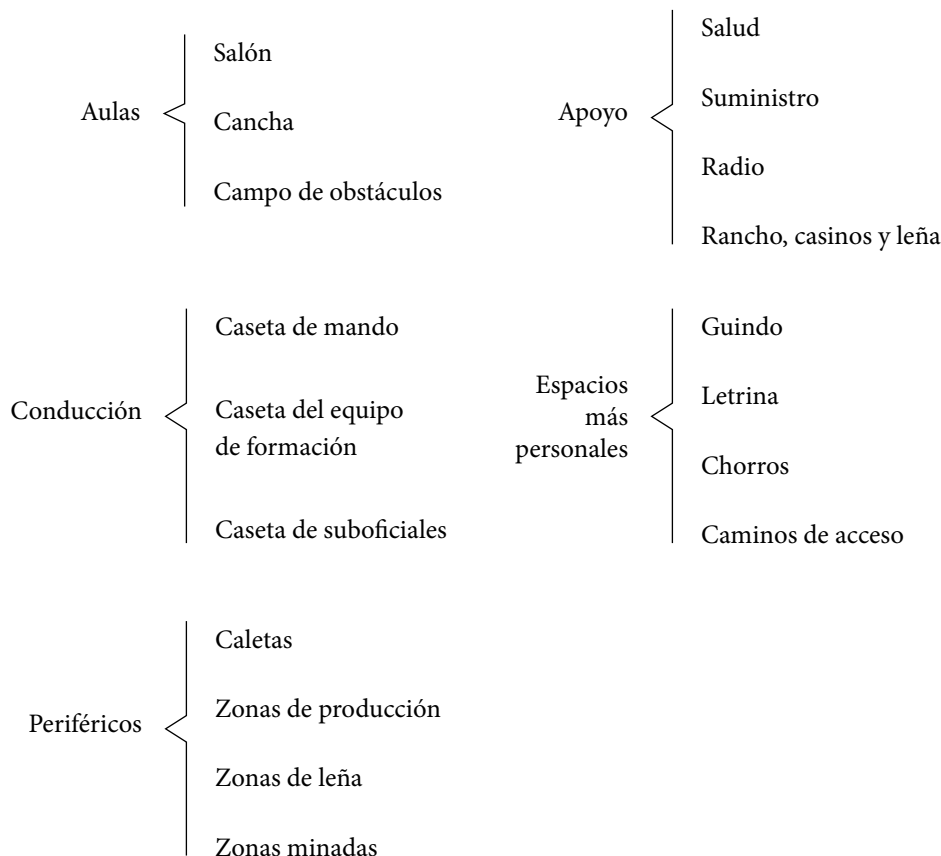 Aulas
Salón
Cancha
Campo de obstáculos
Apoyo
Salud
Suministro
Radio
Rancho, casinos y leña
Conducción
Caseta de mando
Caseta del equipo
de formación
Caseta de suboficiales
Espacios
más
personales
Guindo
Letrina
Chorros
Caminos de acceso
Periféricos
Caletas
Zonas de producción
Zonas de leña
Zonas minadas